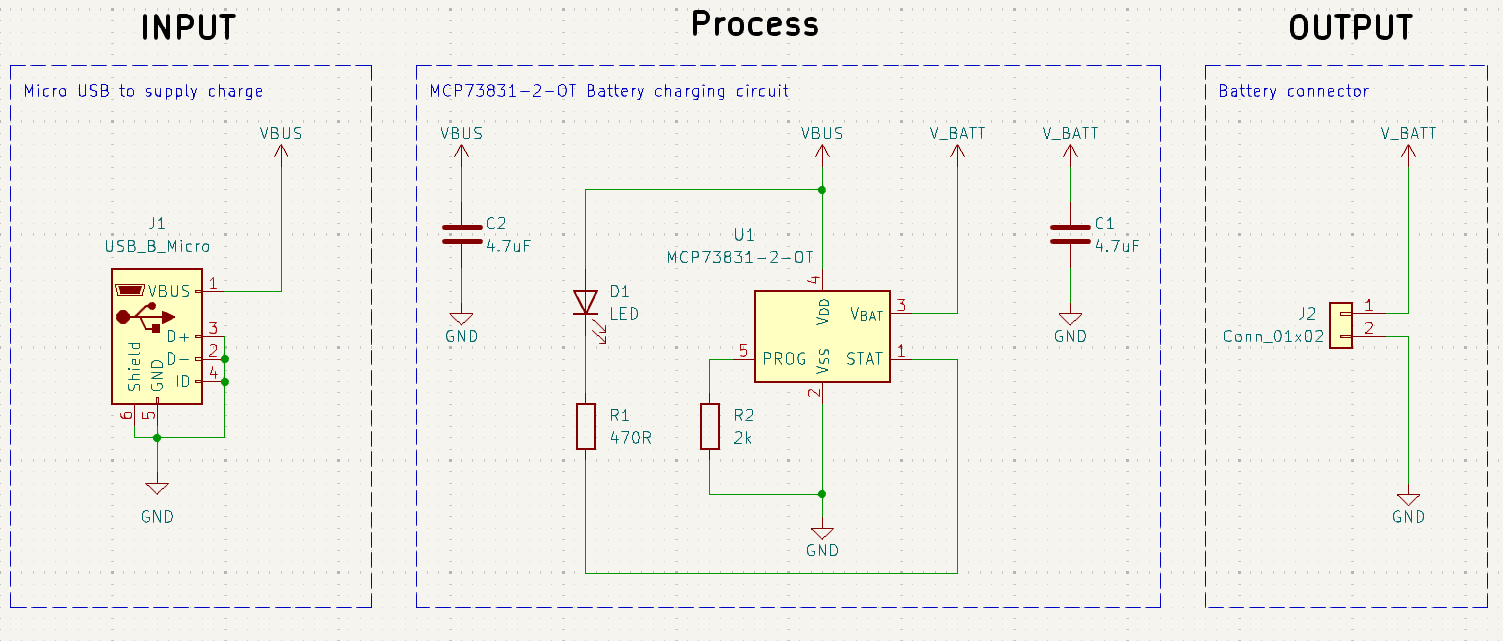 INPUT
Process
OUTPUT
Micro USB to supply charge
VBUS
J1
USB_B_Micro
VBUS 1
D+ 3
D- 2
ID 4
Shield
GND
6
5
GND
MCP73831-2-OT Battery charging circuit
VBUS
VBUS
V_BATT
V_BATT
C2
4.7uF
GND
U1
MCP73831-2-OT
C1
4.7uF
GND
D1
LED
4
VDD
VBAT 3
5 PROG
VSS
STAT 1
2
R1
470R
R2
2k
GND
Battery connector
V_BATT
J2
Conn_01x02
1
2
GND